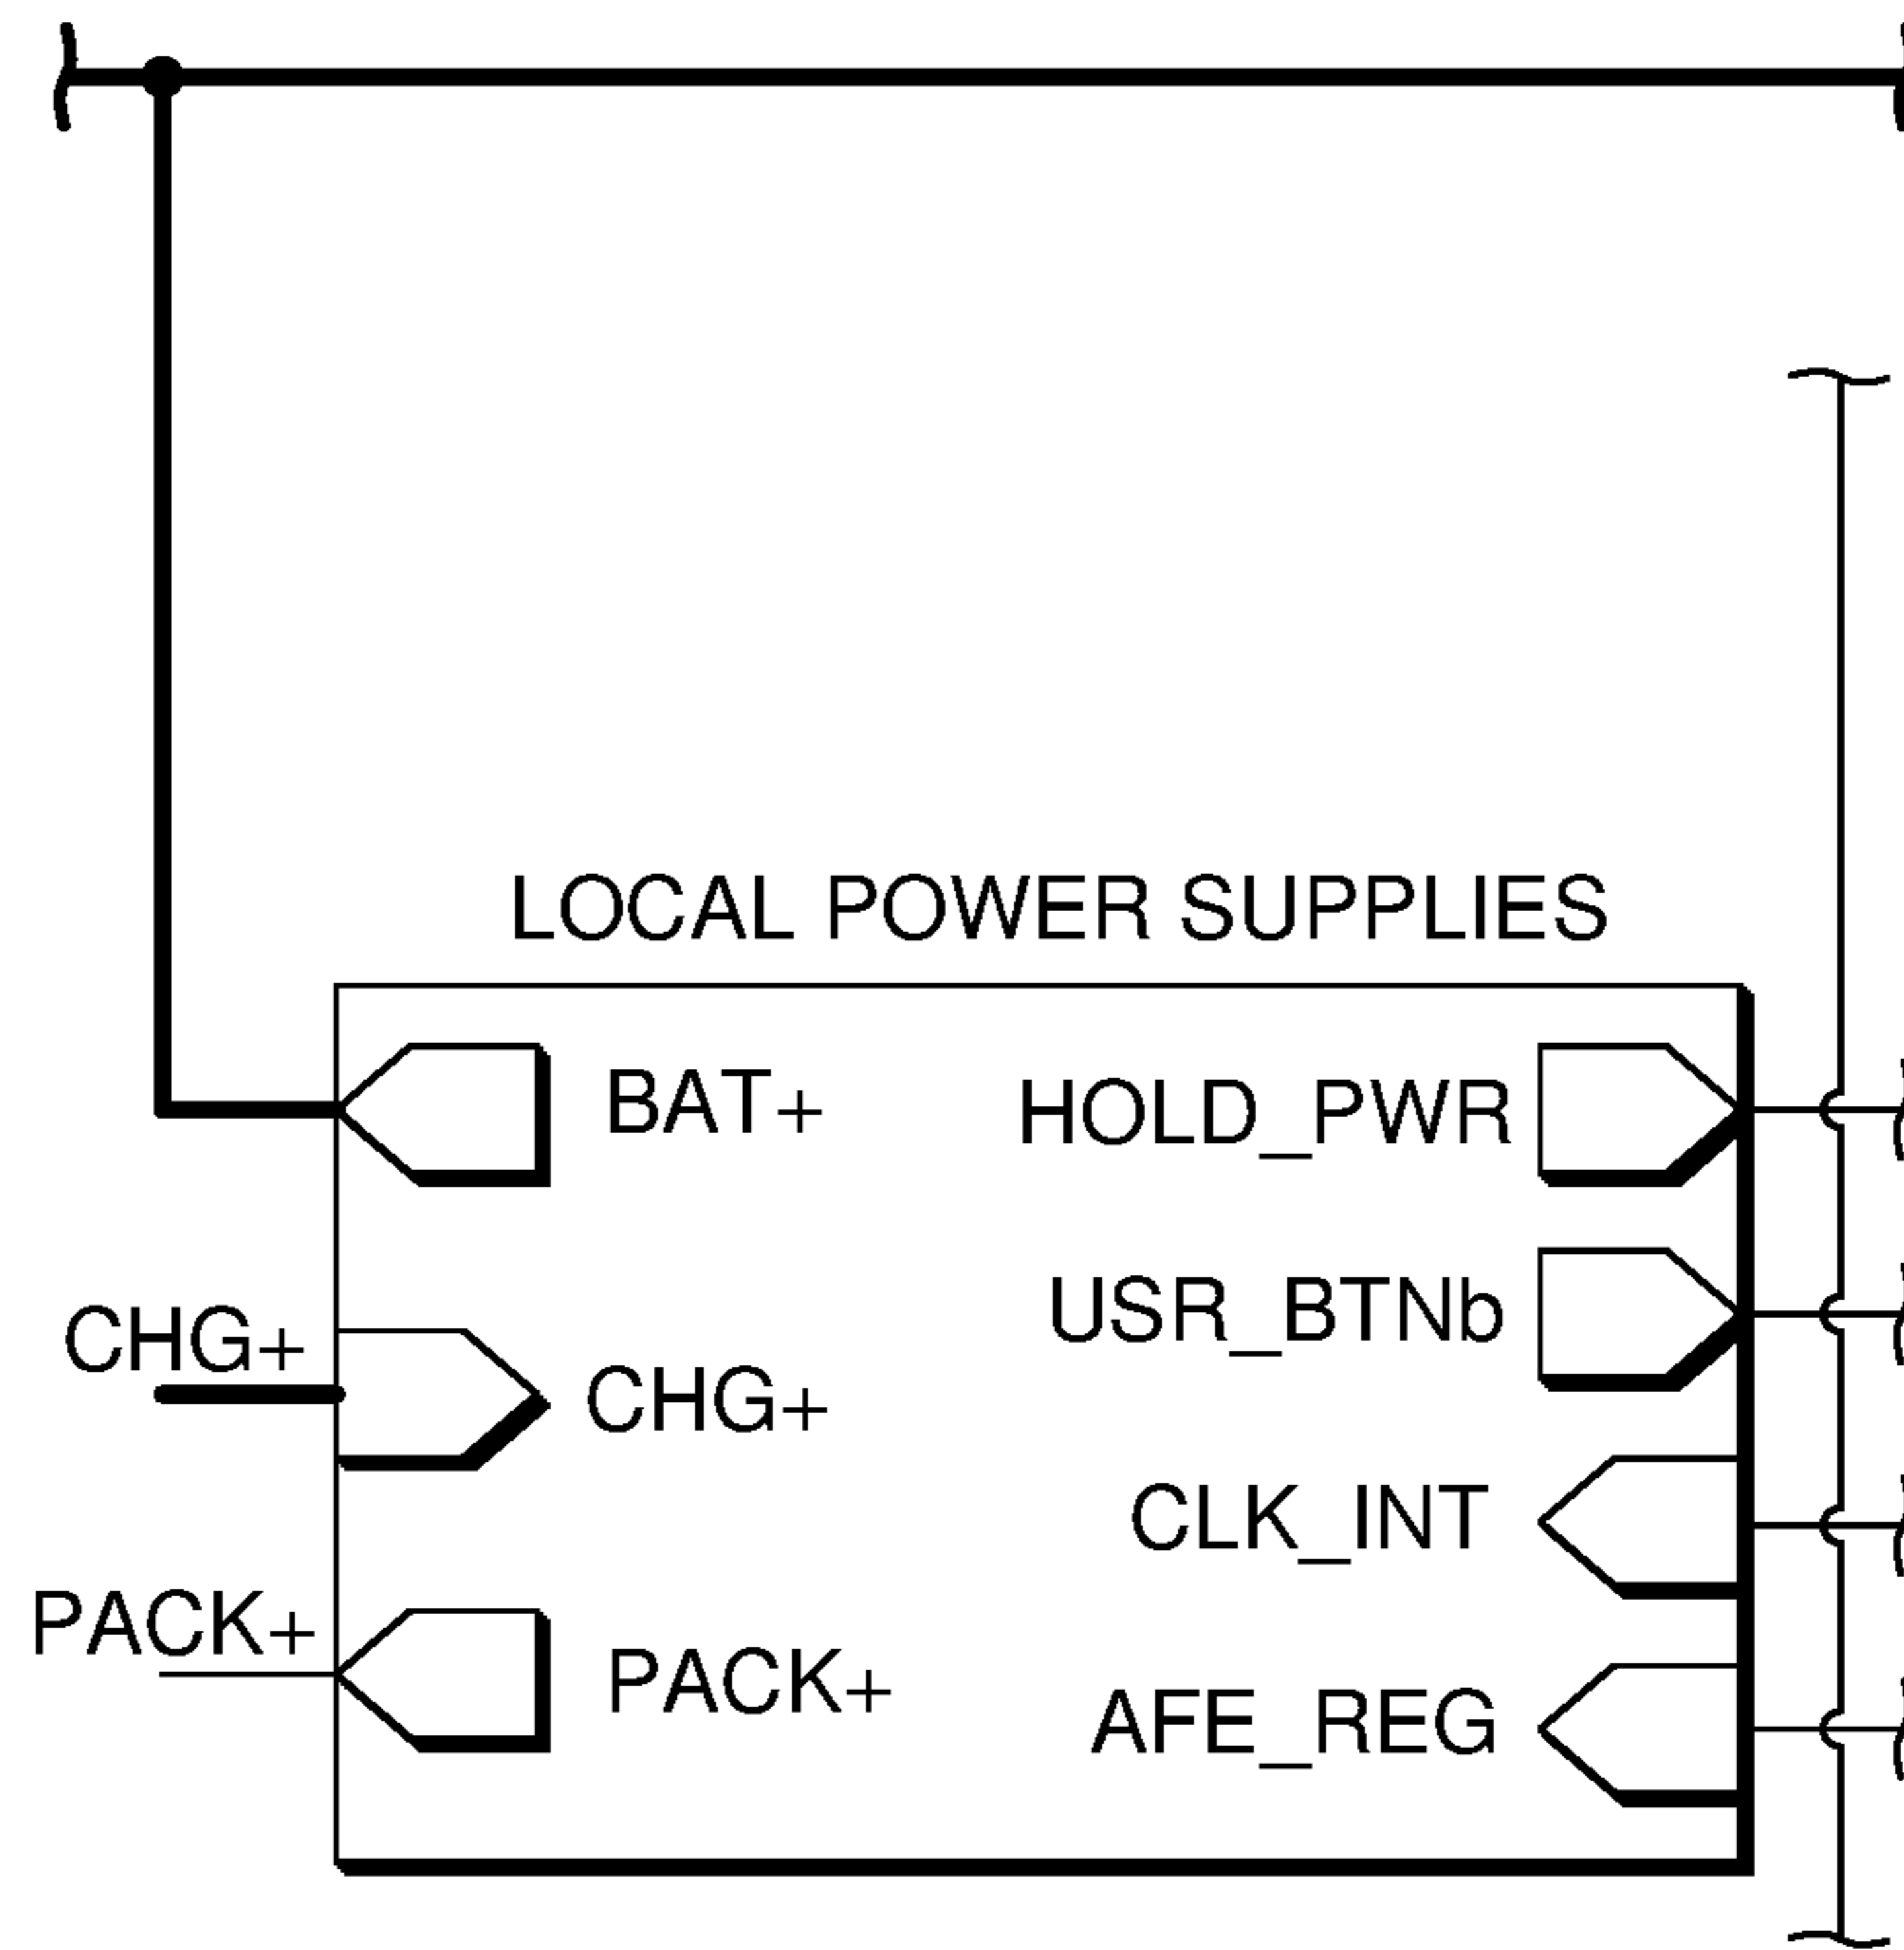 LOCAL POWER SUPPLIES
BAT+
HOLD_PWR
CHG+
USR_BTNb
CHG+
CLK_INT
PACK+
PACK+
AFE_REG